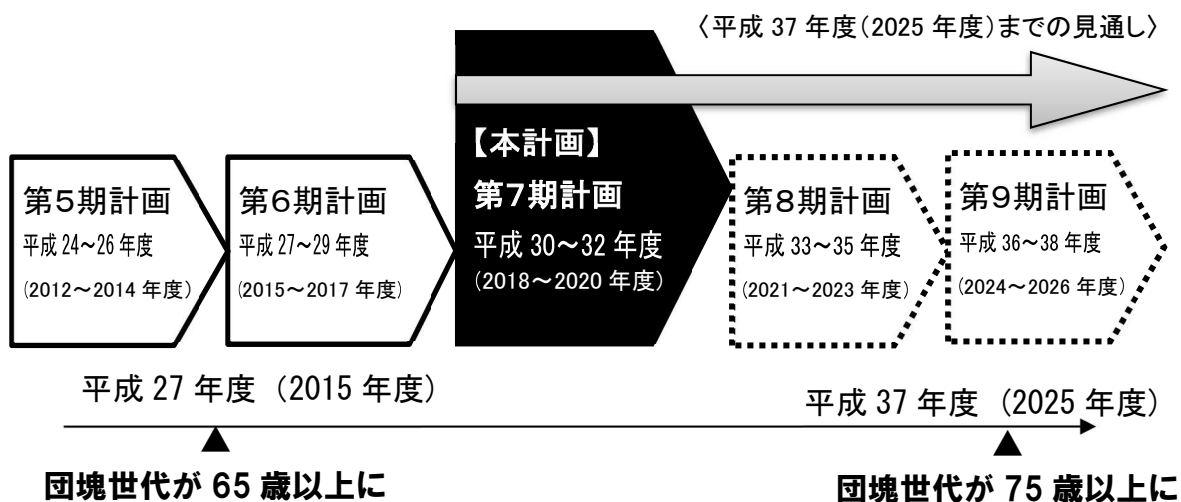 〈平成 37 年度（2025 年度）までの見通し〉
第５期計画
平成 24～26 年度
（2012～2014 年度）
第６期計画
平成 27～29 年度
（2015～2017 年度）
【本計画】
第７期計画
平成 30～32 年度
（2018～2020 年度）
第８期計画
平成 33～35 年度
（2021～2023 年度）
第９期計画
平成 36～38 年度
（2024～2026 年度）
平成 27 年度（2015 年度）
平成 37 年度（2025 年度）
団塊世代が 65 歳以上に
団塊世代が 75 歳以上に